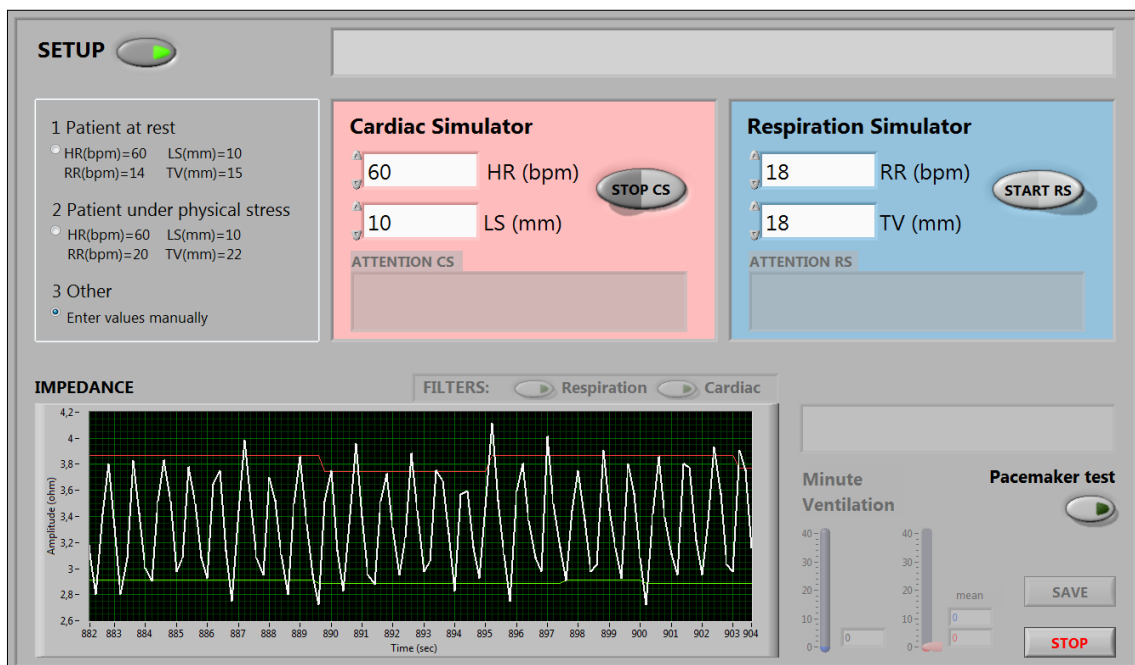 SETUP
1 Patient at rest
HR(bpm)=60 LS(mm)=10
RR(bpm)=14 TV(mm)=15
2 Patient under physical stress
HR(bpm)=60 LS(mm)=10
RR(bpm)=20 TV(mm)=22
3 Other
Enter values manually
Cardiac Simulator
60 HR (bpm)
STOP CS
10 LS (mm)
ATTENTION CS
Respiration Simulator
18 RR (bpm)
START RS
18 TV (mm)
ATTENTION RS
IMPEDANCE
FILTERS: Respiration Cardiac
Amplitude (ohm)
4,2-
4-
3,8-
3,6-
3,4-
3,2-
3-
2,8-
2,6-
882 883 884 885 886 887 888 889 890 891 892 893 894 895 896 897 898 899 900 901 902 903 904
Time (sec)
Minute
Ventilation
40- 40-
30- 30-
20- 20-
10- 10-
0- 0-
0
mean
0
0
Pacemaker test
SAVE
STOP